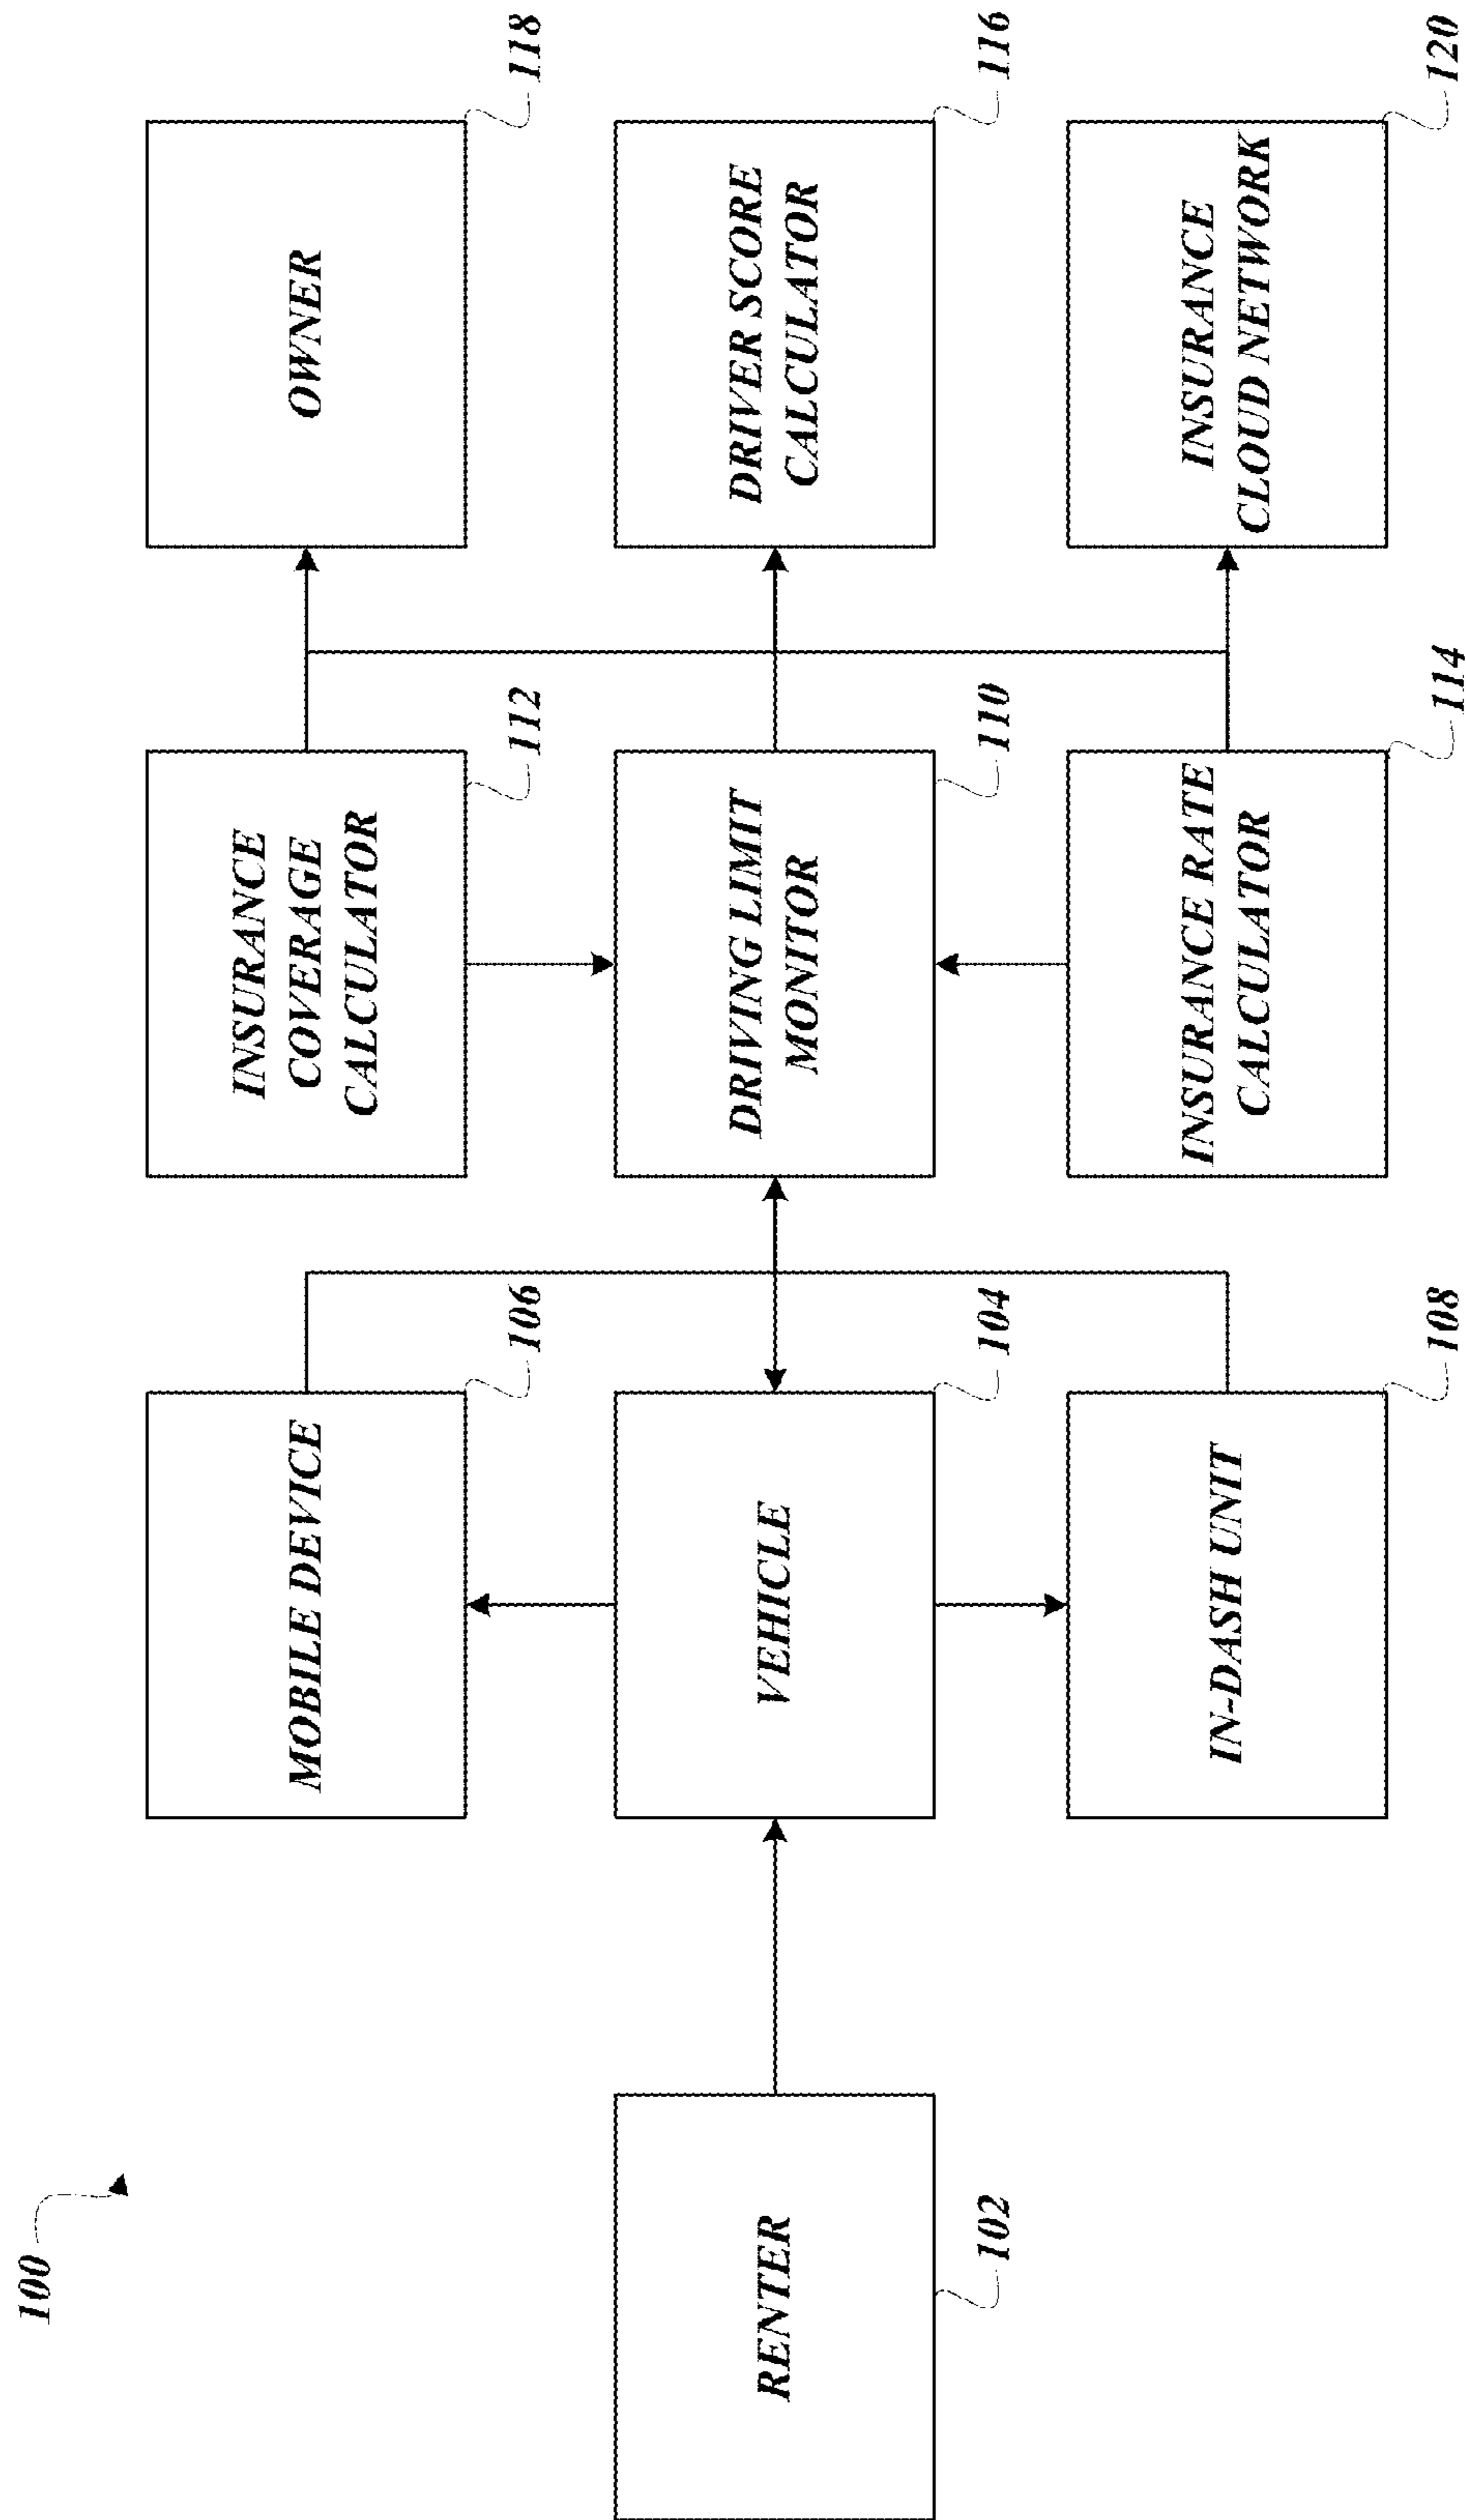 100
RENTER
102
MOBILE DEVICE
106
VEHICLE
104
IN-DASH UNIT
108
INSURANCE
COVERAGE
CALCULATOR
112
DRIVING LIMIT
MONITOR
110
INSURANCE RATE
CALCULATOR
114
OWNER
118
DRIVER SCORE
CALCULATOR
116
INSURANCE
CLOUD NETWORK
120